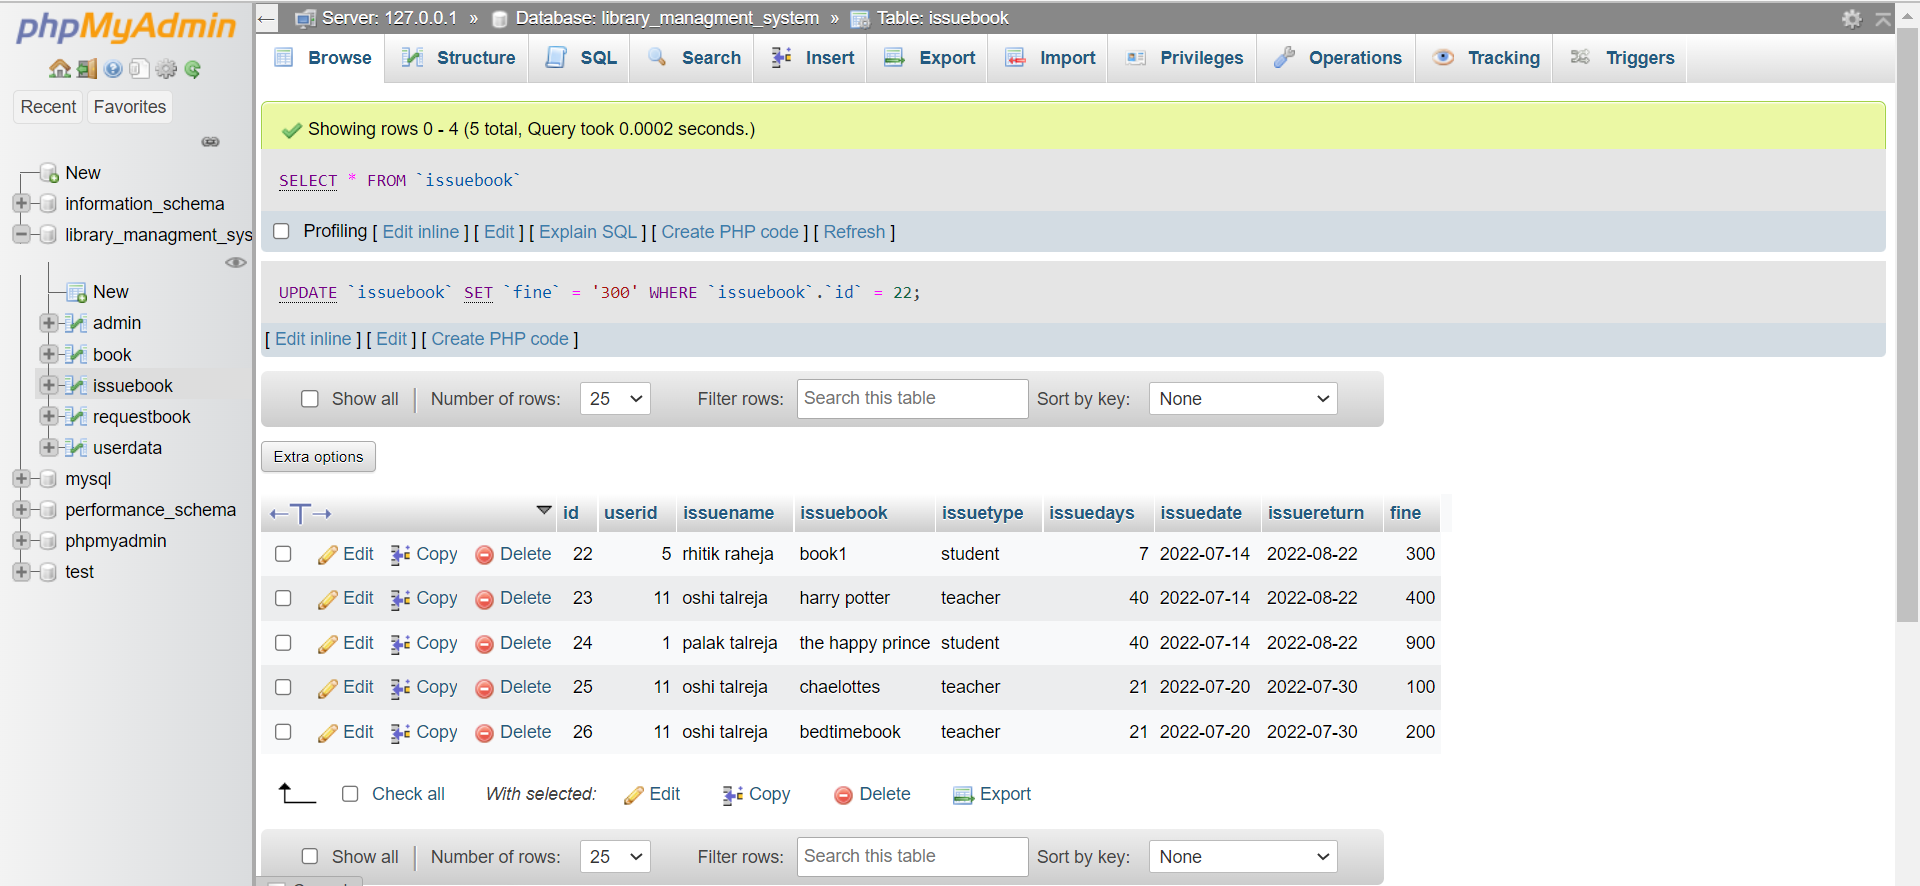 phpMyAdmin
Recent Favorites
New
information_schema
library_managment_sys
New
admin
book
issuebook
requestbook
userdata
mysql
performance_schema
phpmyadmin
test
Server: 127.0.0.1 » Database: library_managment_system » Table: issuebook
Browse Structure SQL Search Insert Export Import Privileges Operations Tracking Triggers
Showing rows 0 - 4 (5 total, Query took 0.0002 seconds.)
SELECT * FROM `issuebook`
Profiling [ Edit inline ] [ Edit ] [ Explain SQL ] [ Create PHP code ] [ Refresh ]
UPDATE `issuebook` SET `fine` = '300' WHERE `issuebook`.`id` = 22;
[ Edit inline ] [ Edit ] [ Create PHP code ]
Show all Number of rows: 25 Filter rows: Search this table Sort by key: None
Extra options
id userid issuename issuebook issuetype issuedays issuedate issuereturn fine
Edit Copy Delete 22 5 rhitik raheja book1 student 7 2022-07-14 2022-08-22 300
Edit Copy Delete 23 11 oshi talreja harry potter teacher 40 2022-07-14 2022-08-22 400
Edit Copy Delete 24 1 palak talreja the happy prince student 40 2022-07-14 2022-08-22 900
Edit Copy Delete 25 11 oshi talreja chaelottes teacher 21 2022-07-20 2022-07-30 100
Edit Copy Delete 26 11 oshi talreja bedtimebook teacher 21 2022-07-20 2022-07-30 200
Check all With selected: Edit Copy Delete Export
Show all Number of rows: 25 Filter rows: Search this table Sort by key: None